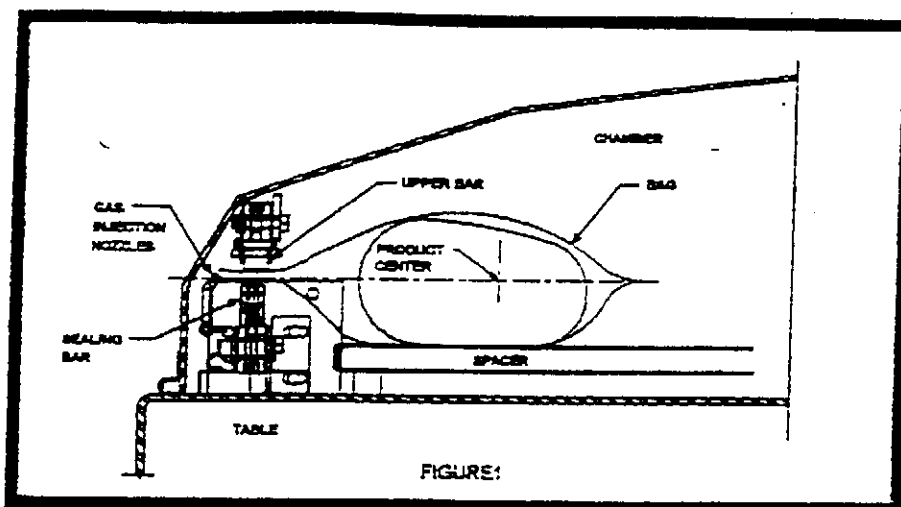 CHAMBER
UPPER BAR
BAG
GAS
INJECTION
NOZZLES
PRODUCT
CENTER
SEALING
BAR
SPACER
TABLE
FIGURE1